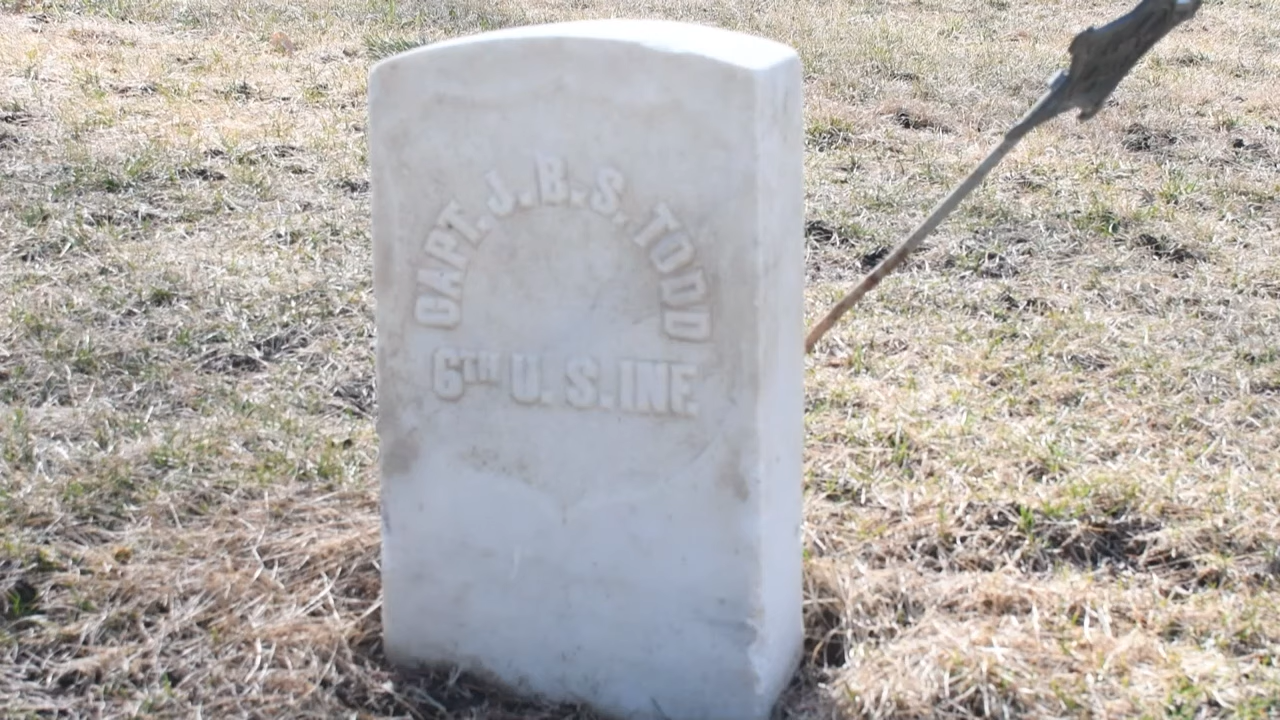 CAPT. J. B. S. TODD
6TH U. S. INF.